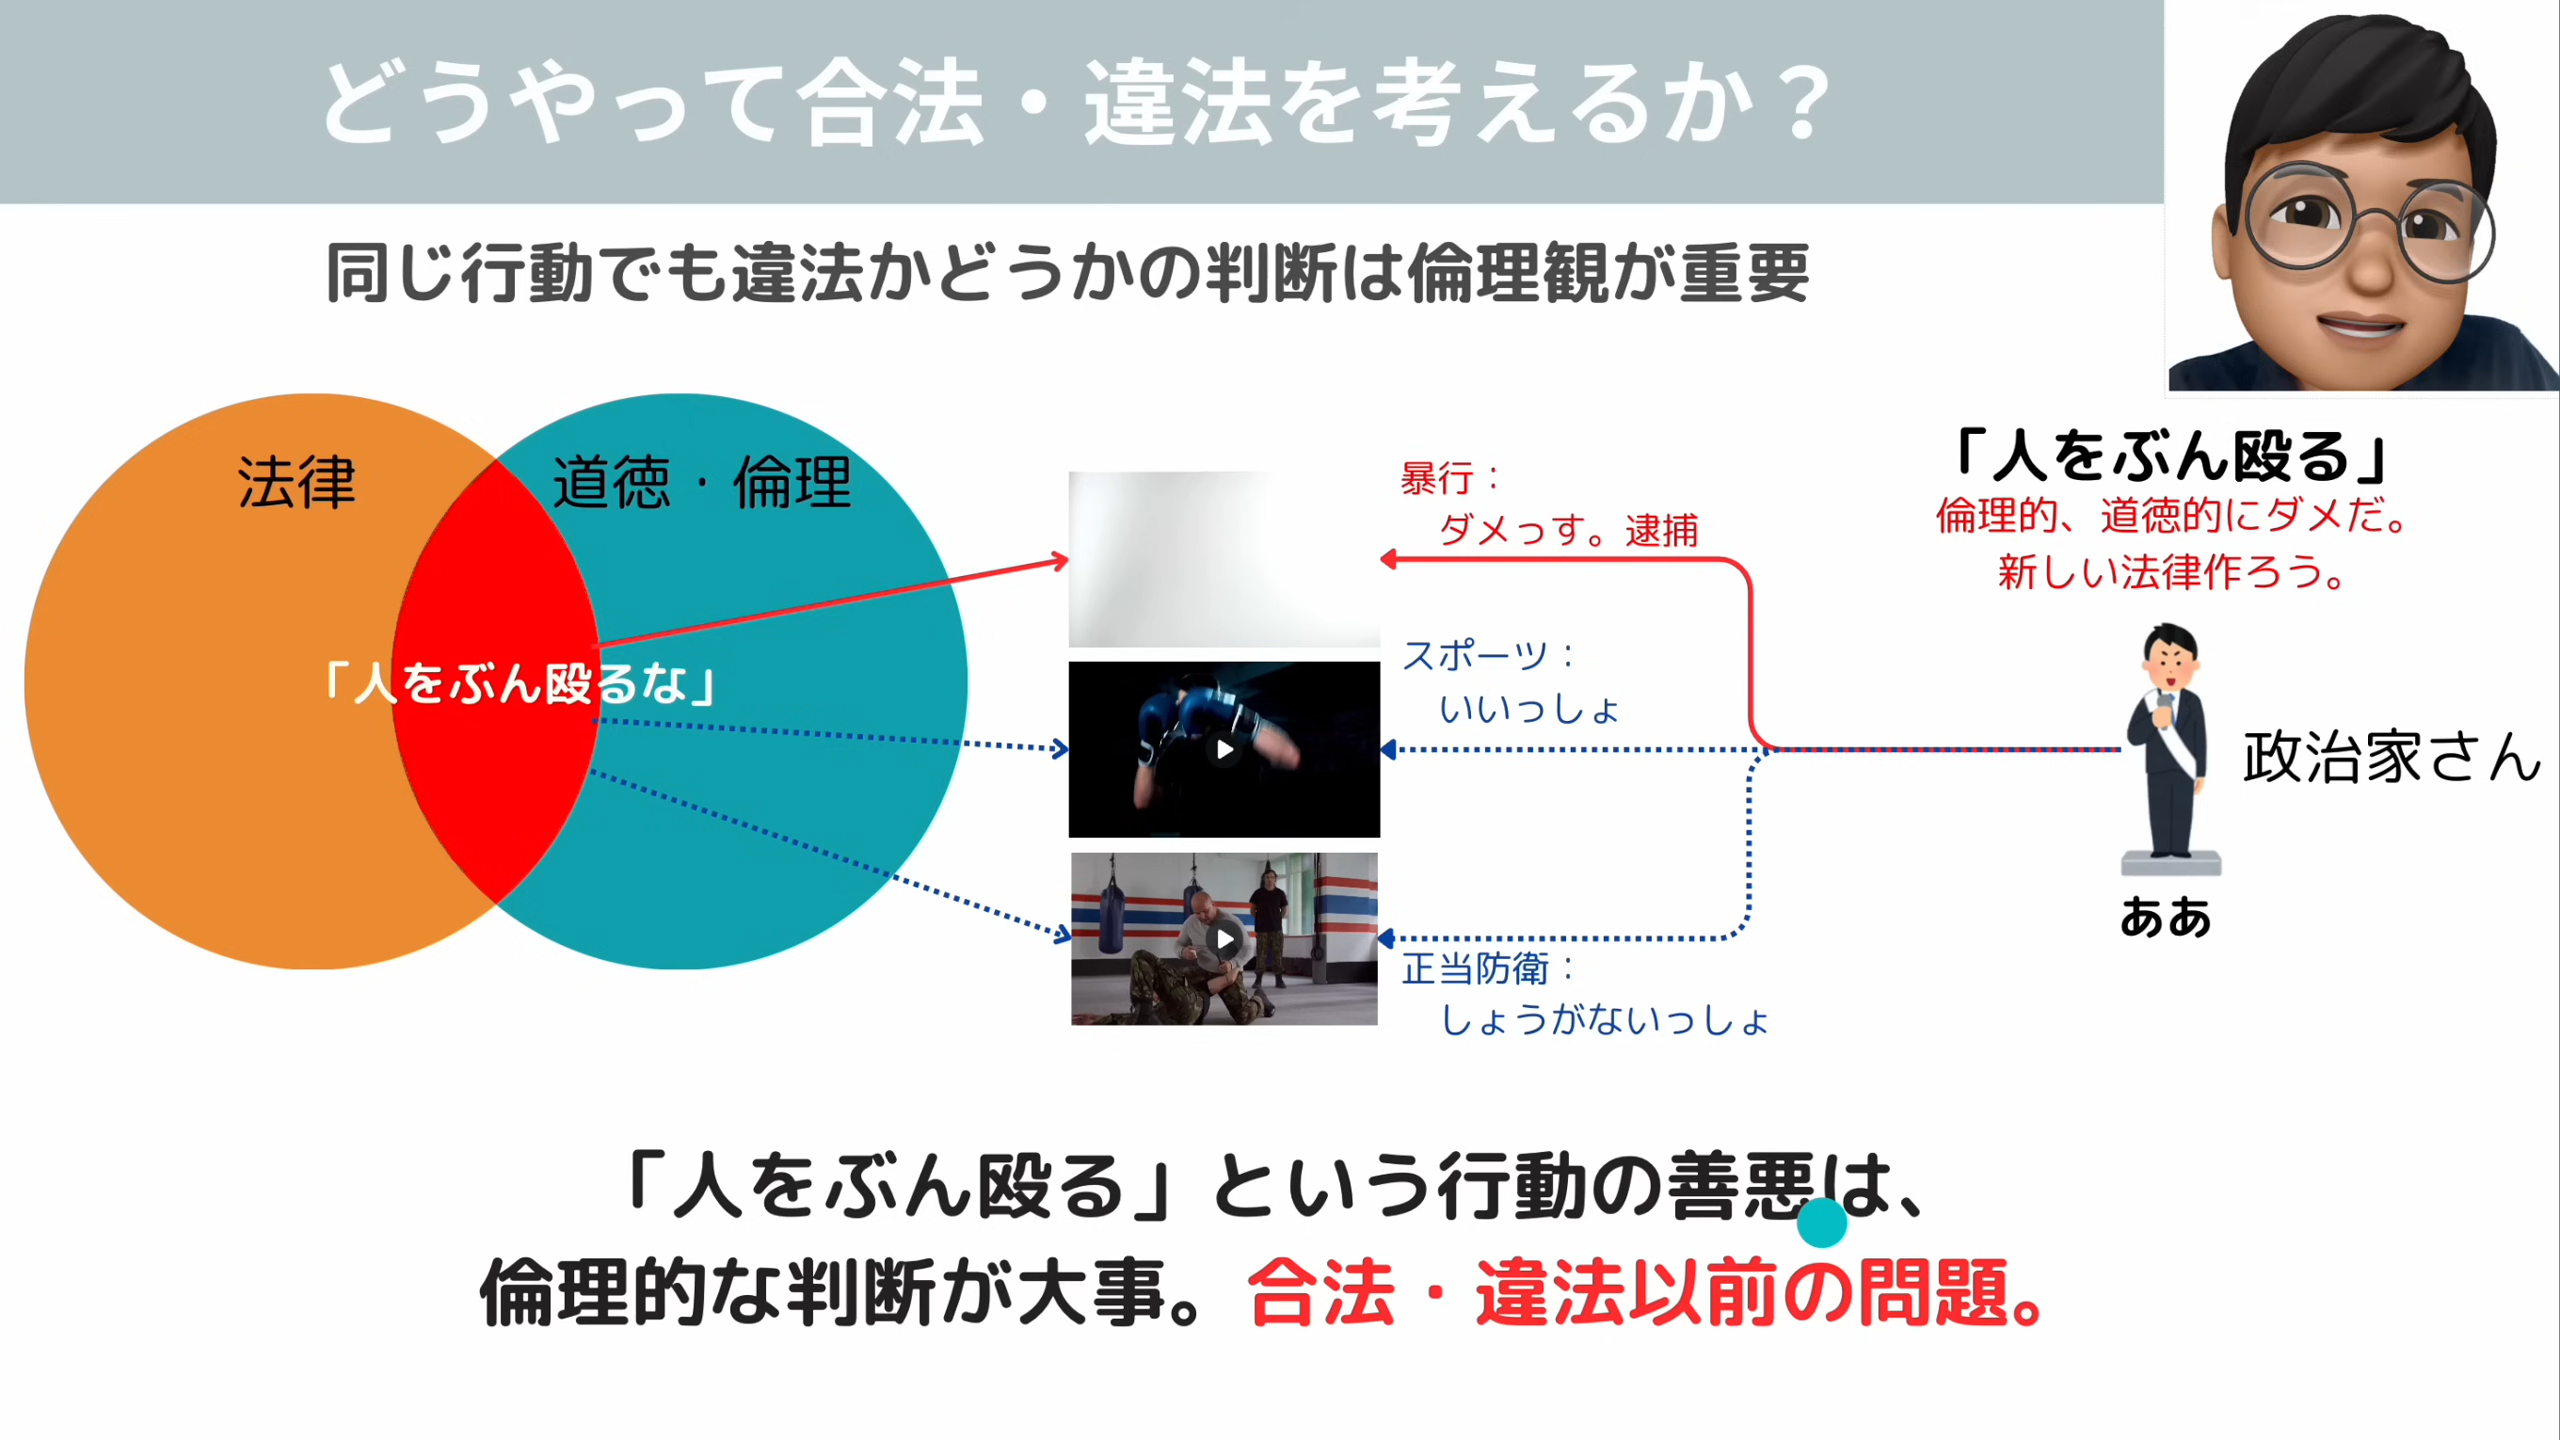 どうやって合法・違法を考えるか？
同じ行動でも違法かどうかの判断は倫理観が重要
法律
道徳・倫理
「人をぶん殴るな」
暴行：
ダメっす。逮捕
スポーツ：
いいっしょ
正当防衛：
しょうがないっしょ
「人をぶん殴る」
倫理的、道徳的にダメだ。
新しい法律作ろう。
政治家さん
ああ
「人をぶん殴る」という行動の善悪は、
倫理的な判断が大事。合法・違法以前の問題。